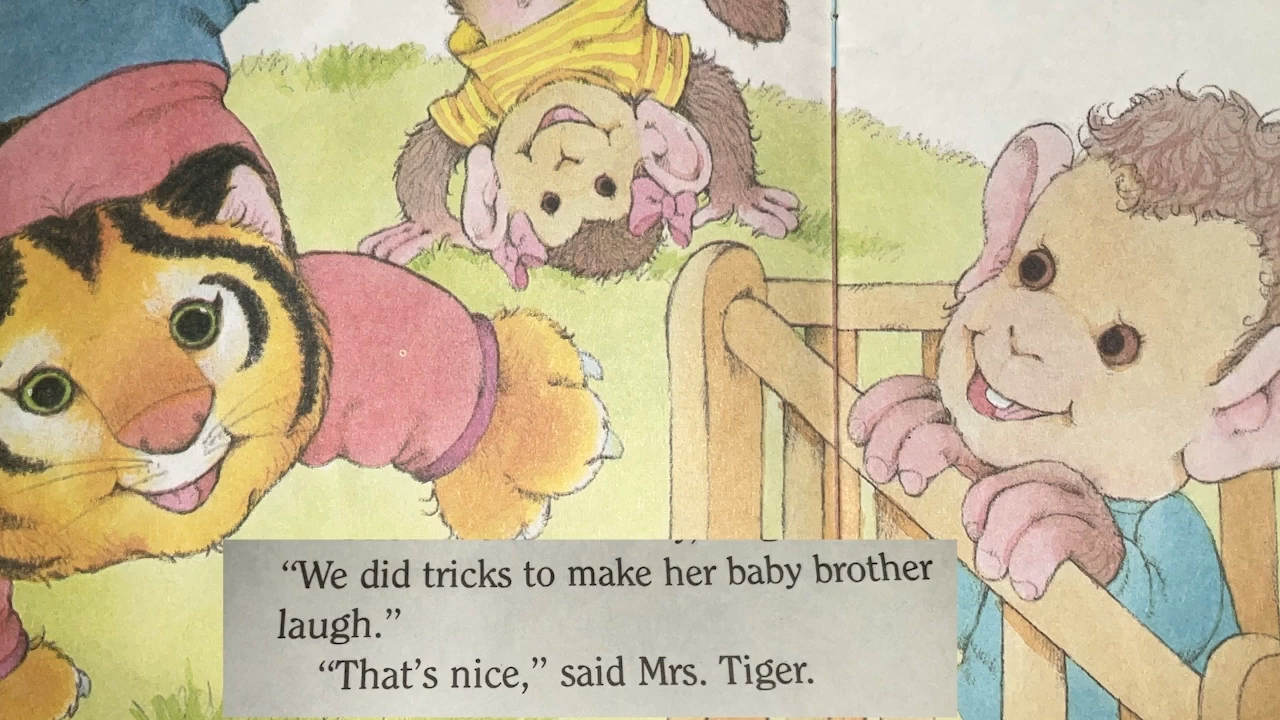 “We did tricks to make her baby brother
laugh.”
“That’s nice,” said Mrs. Tiger.